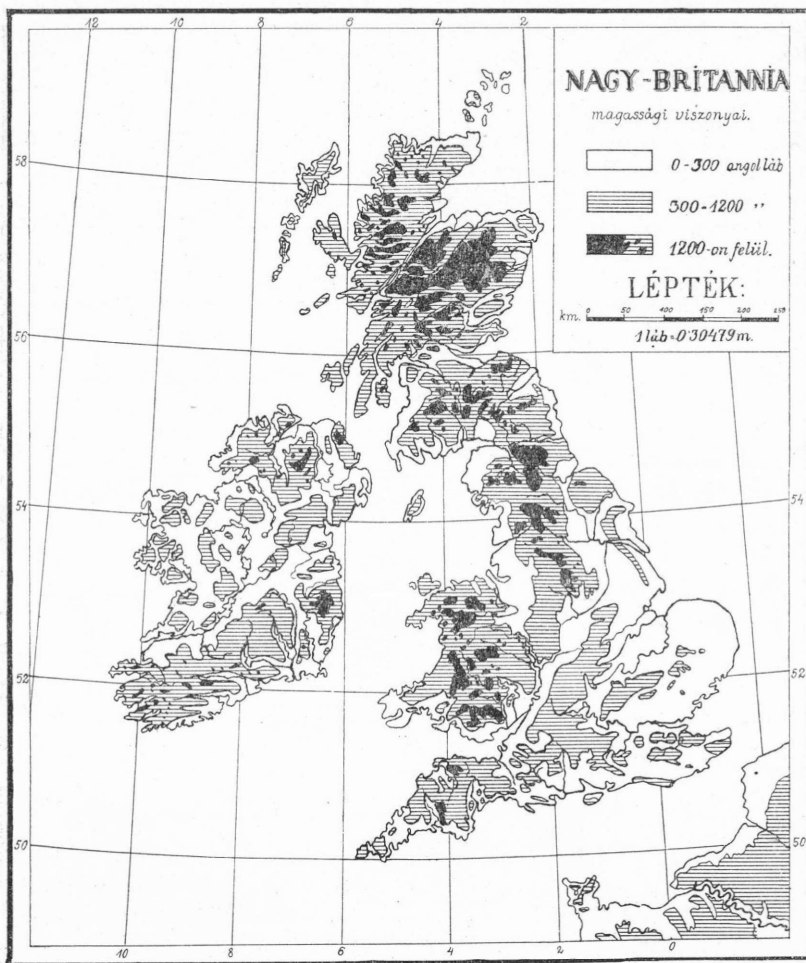 12 10 8 6 4 2
NAGY-BRITANNIA
magassági viszonyai.
0-300 angol láb
300-1200 "
1200-on felül.
LÉPTÉK:
km. 0 50 100 150 200 250
1 láb=0'30479 m.
58
56
54 54
52 52
50 50
10 8 6 4 2 0